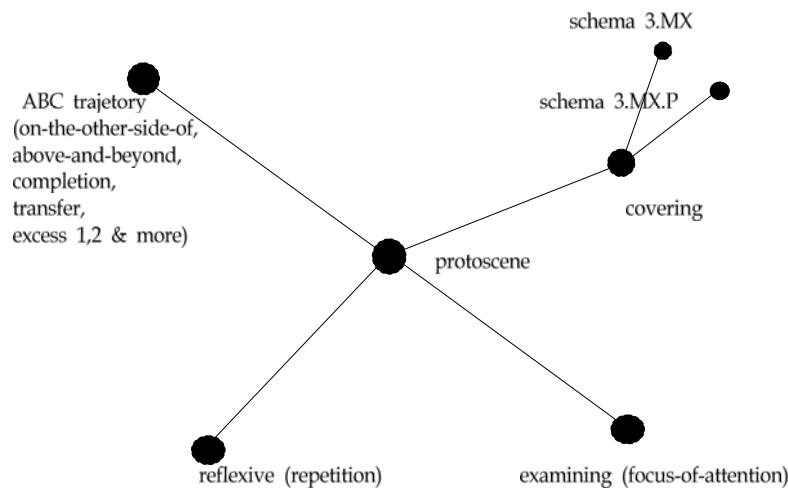 schema 3.MX
ABC trajetory
(on-the-other-side-of,
above-and-beyond,
completion,
transfer,
excess 1,2 & more)
schema 3.MX.P
covering
protoscene
reflexive (repetition)
examining (focus-of-attention)